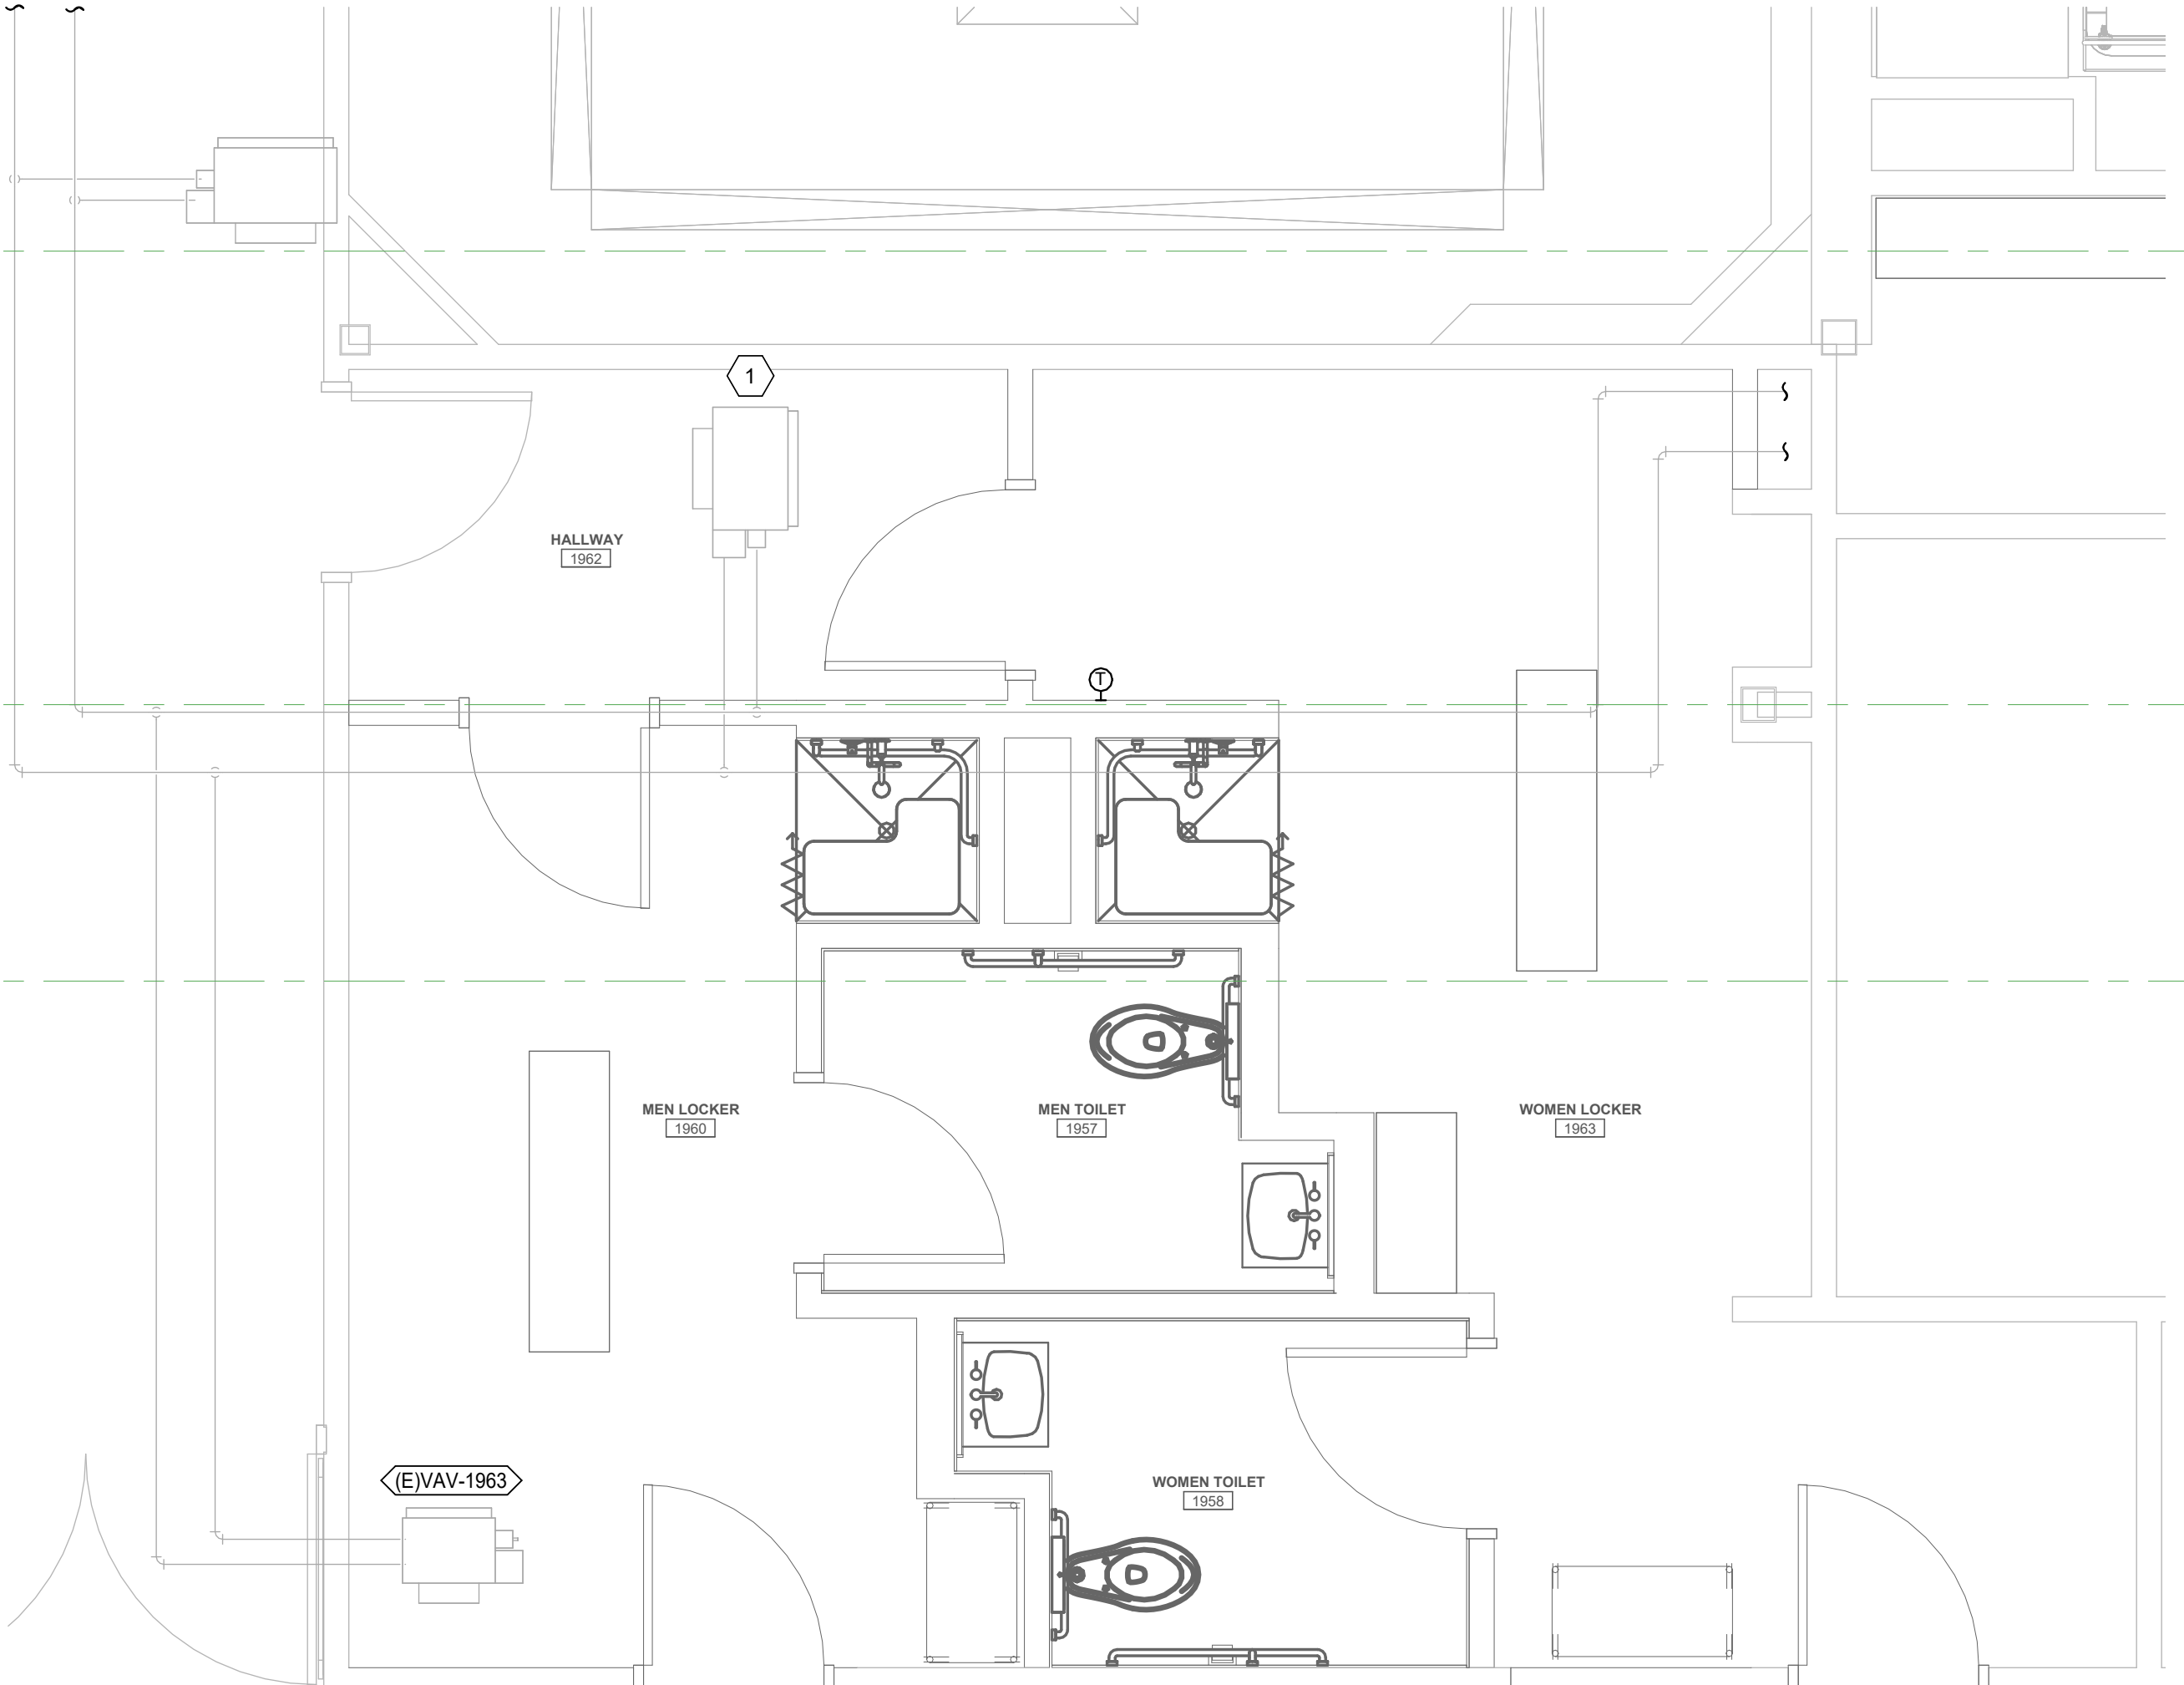 1
HALLWAY
1962
T
MEN LOCKER
1960
MEN TOILET
1957
WOMEN LOCKER
1963
(E)VAV-1963
WOMEN TOILET
1958